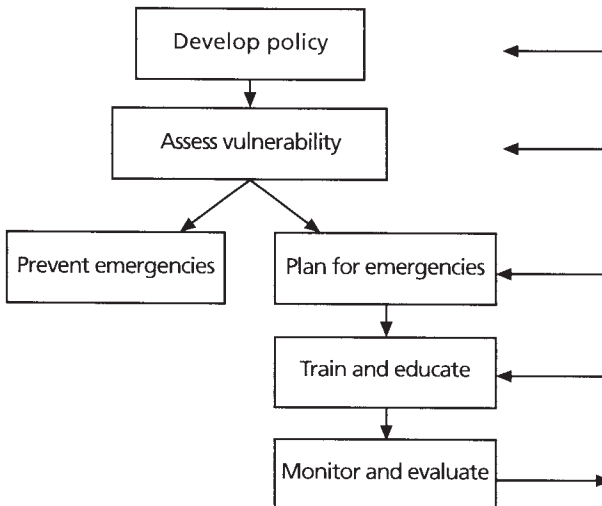 Develop policy
Assess vulnerability
Prevent emergencies
Plan for emergencies
Train and educate
Monitor and evaluate